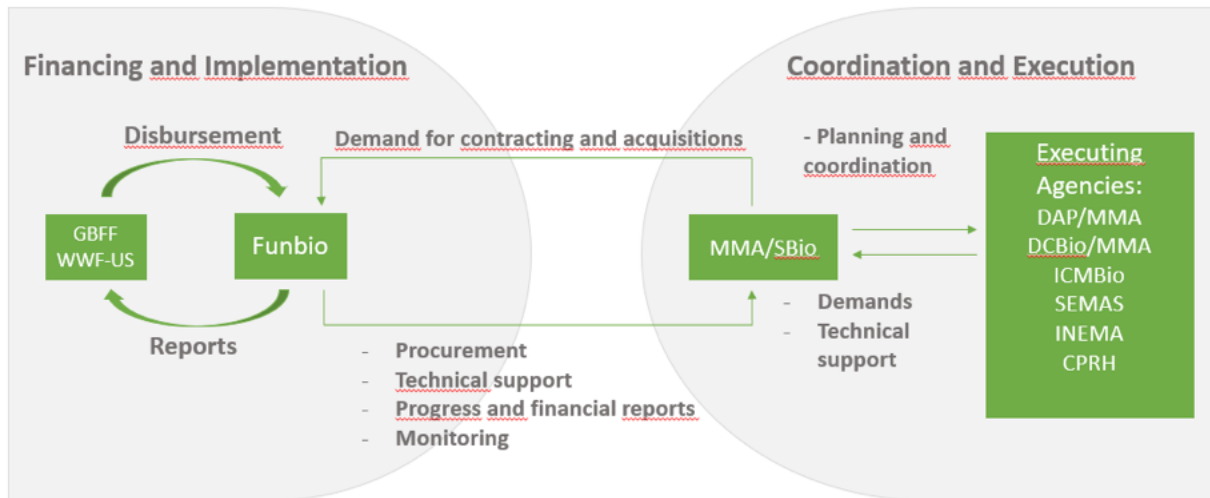 Financing and Implementation
Disbursement
GBFF
WWF-US
Funbio
Reports
Demand for contracting and acquisitions
- Procurement
- Technical support
- Progress and financial reports
- Monitoring
Coordination and Execution
- Planning and
coordination
MMA/SBio
- Demands
- Technical
support
Executing
Agencies:
DAP/MMA
DCBio/MMA
ICMBio
SEMAS
INEMA
CPRH